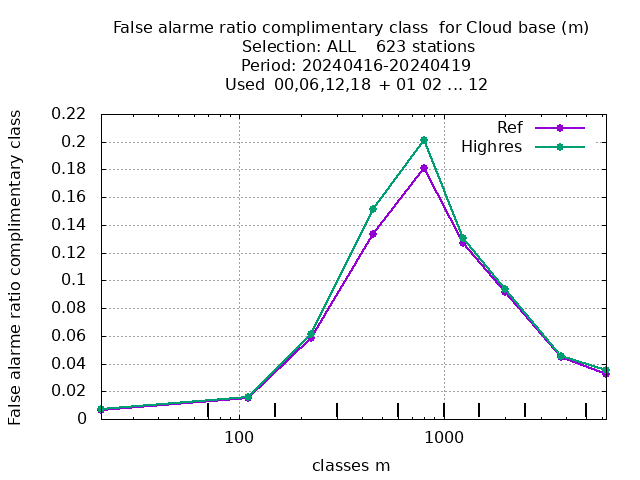 False alarme ratio complimentary class  for Cloud base (m)
Selection: ALL    623 stations
Period: 20240416-20240419
Used  00,06,12,18 + 01 02 ... 12
False alarme ratio complimentary class
0.22
0.2
0.18
0.16
0.14
0.12
0.1
0.08
0.06
0.04
0.02
0
Ref
Highres
100
1000
classes m